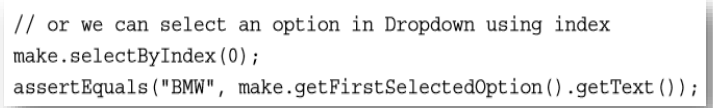 // or we can select an option in Dropdown using index
make.selectByIndex(0);
assertEquals("BMW", make.getFirstSelectedOption().getText());